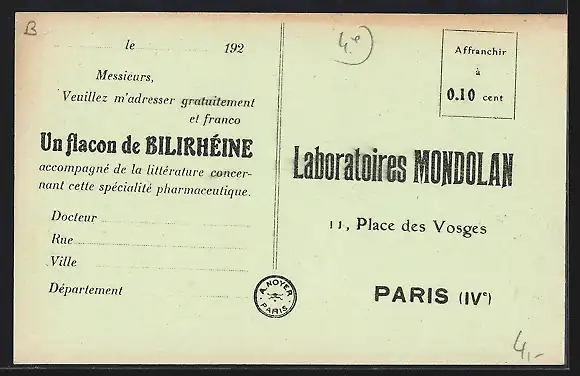 B
le 192
Messieurs,
Veuillez m'adresser gratuitement
et franco
Un flacon de BILIRHÉINE
accompagné de la littérature concer-
nant cette spécialité pharmaceutique.
Docteur
Rue
Ville
Département
A. NOYER
PARIS
4e
Affranchir
à
0.10 cent
Laboratoires MONDOLAN
11, Place des Vosges
PARIS (IVe)
4,-